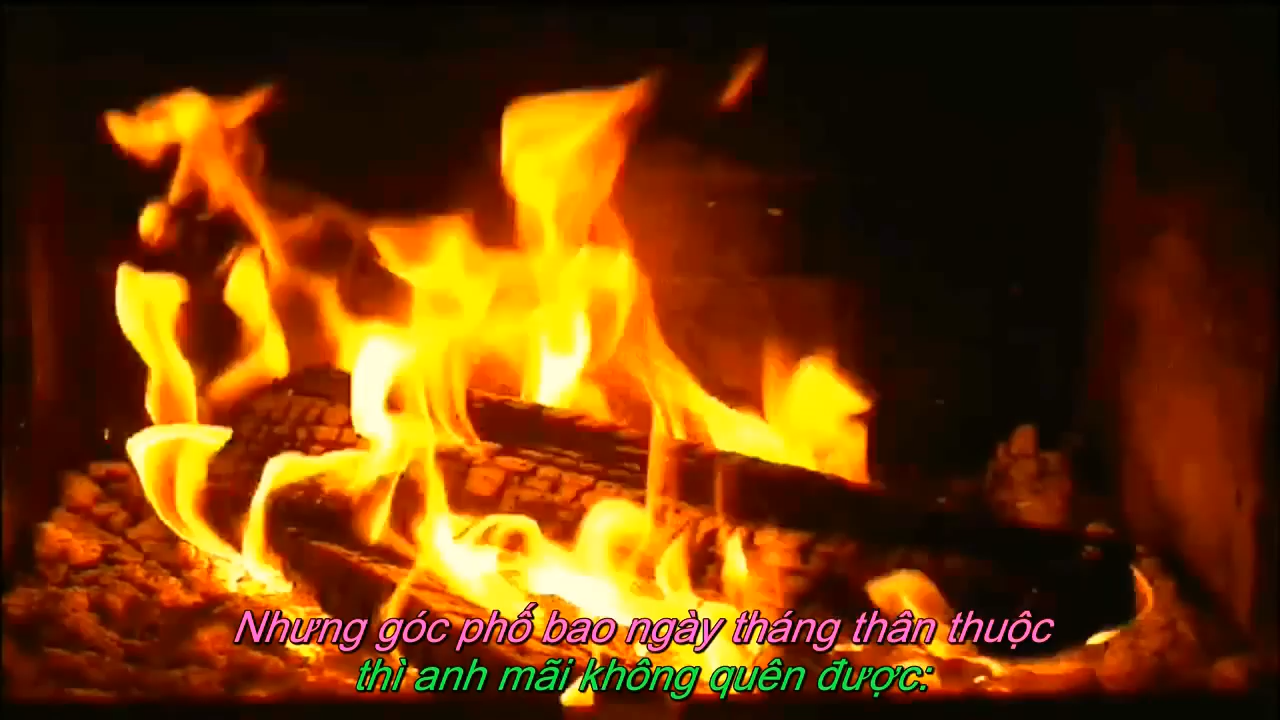 Nhưng góc phố bao ngày tháng thân thuộc
thì anh mãi không quên được: